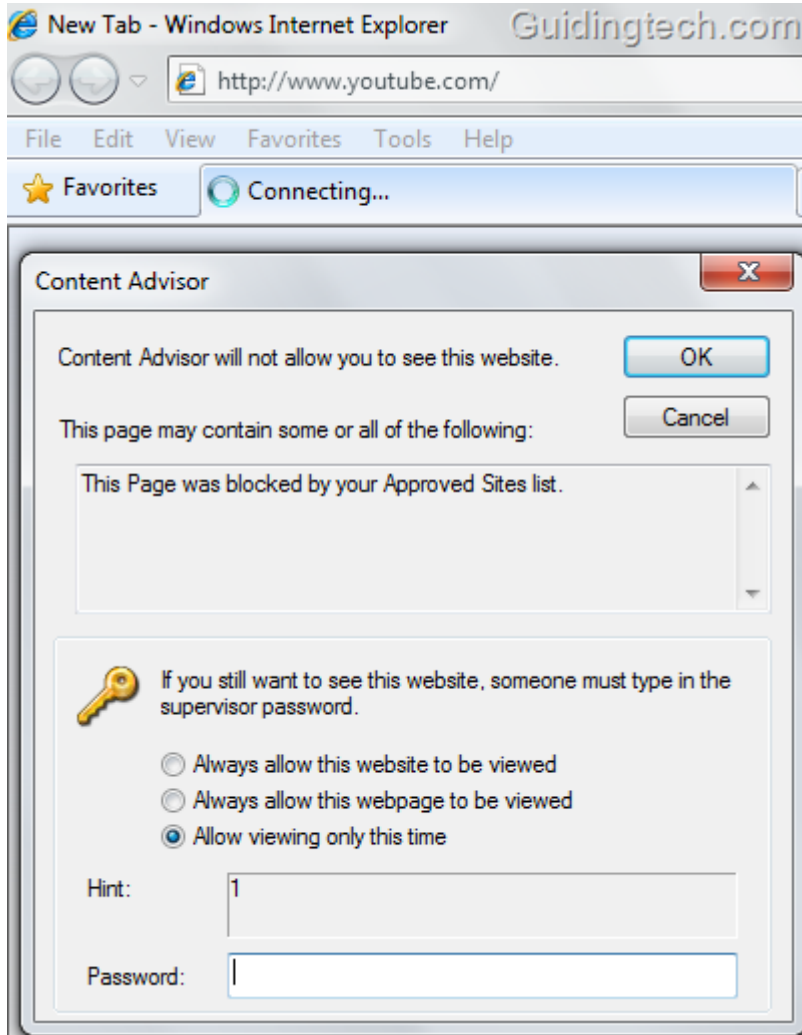 New Tab - Windows Internet Explorer
Guidingtech.com
http://www.youtube.com/
File Edit View Favorites Tools Help
Favorites
Connecting...
Content Advisor
Content Advisor will not allow you to see this website.
OK
Cancel
This page may contain some or all of the following:
This Page was blocked by your Approved Sites list.
If you still want to see this website, someone must type in the
supervisor password.
Always allow this website to be viewed
Always allow this webpage to be viewed
Allow viewing only this time
Hint:
1
Password: